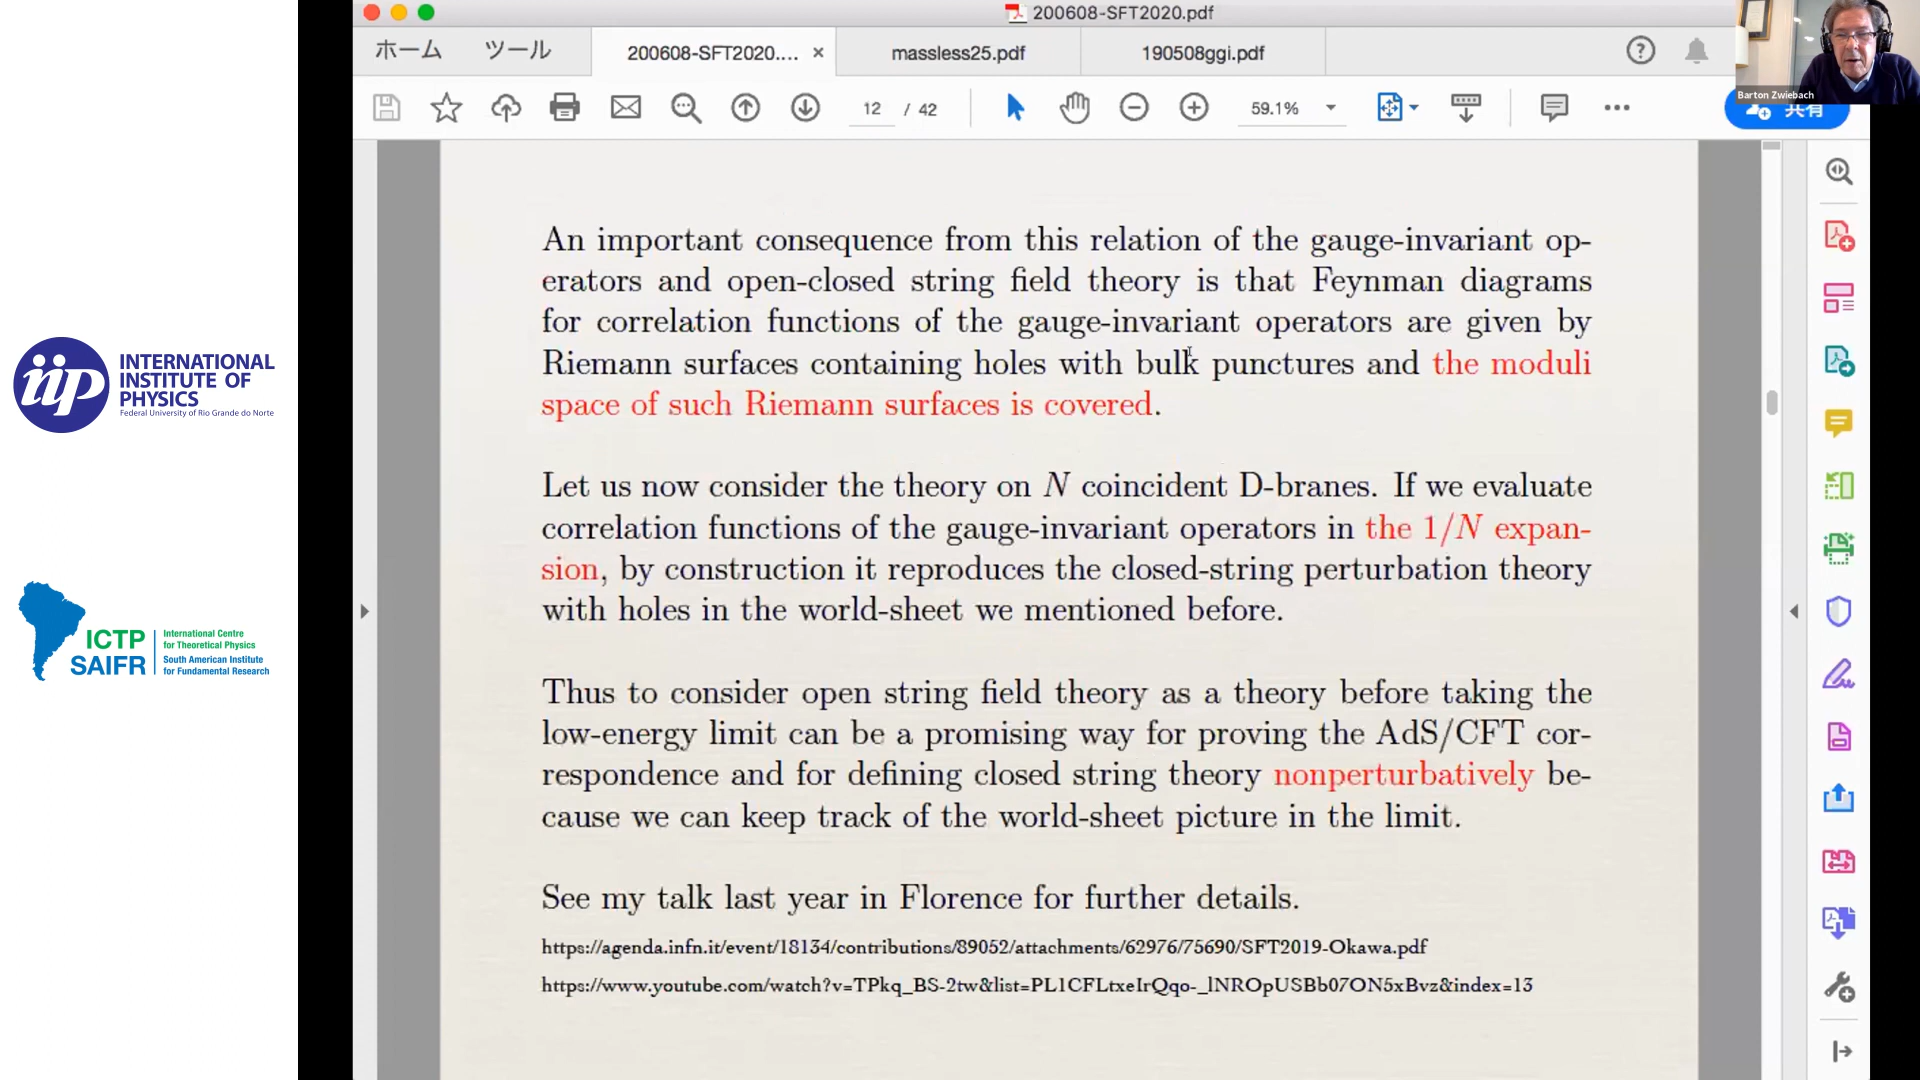 200608-SFT2020.pdf
ホーム
ツール
200608-SFT2020....
massless25.pdf
190508ggi.pdf
Barton Zwiebach
12 / 42
59.1%
共有
An important consequence from this relation of the gauge-invariant op-
erators and open-closed string field theory is that Feynman diagrams
for correlation functions of the gauge-invariant operators are given by
Riemann surfaces containing holes with bulk punctures and the moduli
space of such Riemann surfaces is covered.
Let us now consider the theory on N coincident D-branes. If we evaluate
correlation functions of the gauge-invariant operators in the 1/N expan-
sion, by construction it reproduces the closed-string perturbation theory
with holes in the world-sheet we mentioned before.
Thus to consider open string field theory as a theory before taking the
low-energy limit can be a promising way for proving the AdS/CFT cor-
respondence and for defining closed string theory nonperturbatively be-
cause we can keep track of the world-sheet picture in the limit.
See my talk last year in Florence for further details.
https://agenda.infn.it/event/18134/contributions/89052/attachments/62976/75690/SFT2019-Okawa.pdf
https://www.youtube.com/watch?v=TPkq_BS-2tw&list=PL1CFLtxeIrQqo-_lNROpUSBb07ON5xBvz&index=13
iip
INTERNATIONAL
INSTITUTE OF
PHYSICS
Federal University of Rio Grande do Norte
ICTP
SAIFR
International Centre
for Theoretical Physics
South American Institute
for Fundamental Research